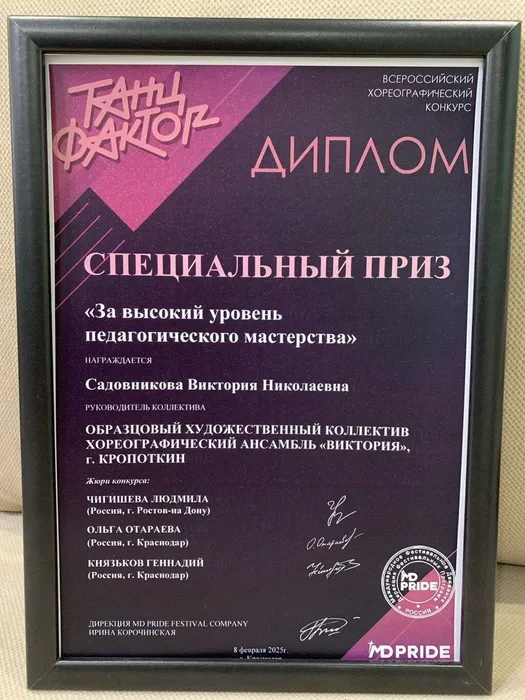 ТАНЦ
ФАКТОР
ВСЕРОССИЙСКИЙ
ХОРЕОГРАФИЧЕСКИЙ
КОНКУРС
ДИПЛОМ
СПЕЦИАЛЬНЫЙ ПРИЗ
«За высокий уровень
педагогического мастерства»
НАГРАЖДАЕТСЯ
Садовникова Виктория Николаевна
РУКОВОДИТЕЛЬ КОЛЛЕКТИВА
ОБРАЗЦОВЫЙ ХУДОЖЕСТВЕННЫЙ КОЛЛЕКТИВ
ХОРЕОГРАФИЧЕСКИЙ АНСАМБЛЬ «ВИКТОРИЯ»,
г. КРОПОТКИН
Жюри конкурса:
ЧИГИШЕВА ЛЮДМИЛА
(Россия, г. Ростов-на Дону)
ОЛЬГА ОТАРАЕВА
(Россия, г. Краснодар)
КНЯЗЬКОВ ГЕННАДИЙ
(Россия, г. Краснодар)
MD
PRIDE
РОССИЯ
ДИРЕКЦИЯ MD PRIDE FESTIVAL COMPANY
ИРИНА КОРОЧИНСКАЯ
8 февраля 2025г.
г. Краснодар
MD PRIDE